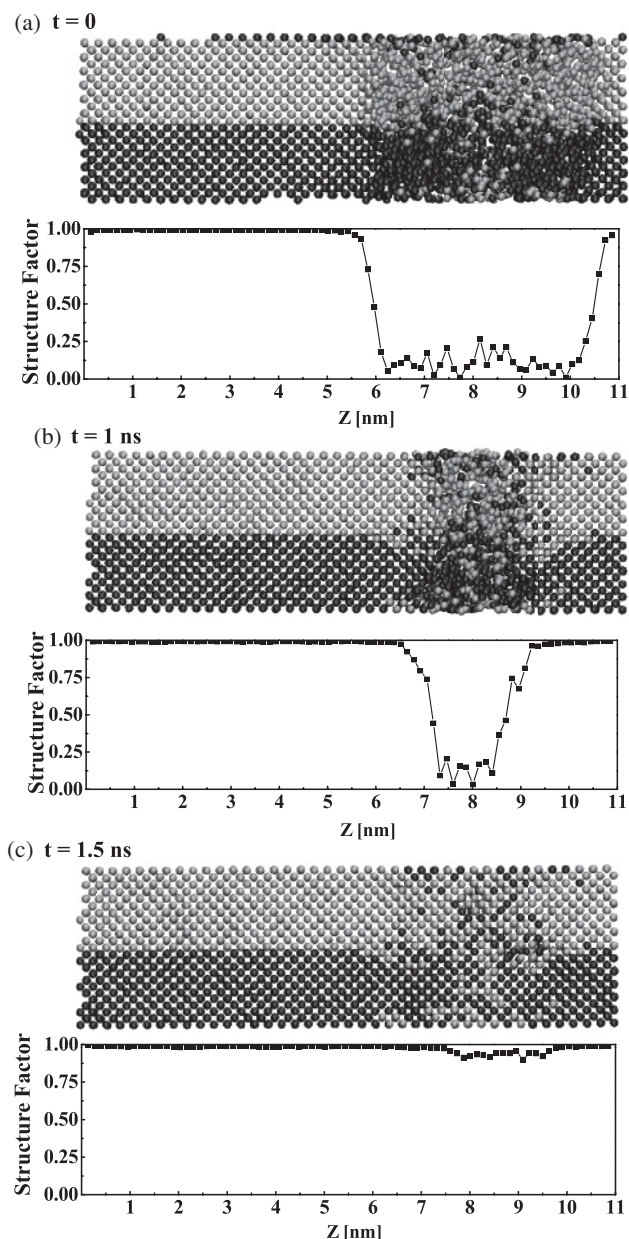 (a) t = 0
1.00
0.75
0.50
0.25
0.00
Structure Factor
1 2 3 4 5 6 7 8 9 10 11
Z [nm]
(b) t = 1 ns
1.00
0.75
0.50
0.25
0.00
Structure Factor
1 2 3 4 5 6 7 8 9 10 11
Z [nm]
(c) t = 1.5 ns
1.00
0.75
0.50
0.25
0.00
Structure Factor
1 2 3 4 5 6 7 8 9 10 11
Z [nm]